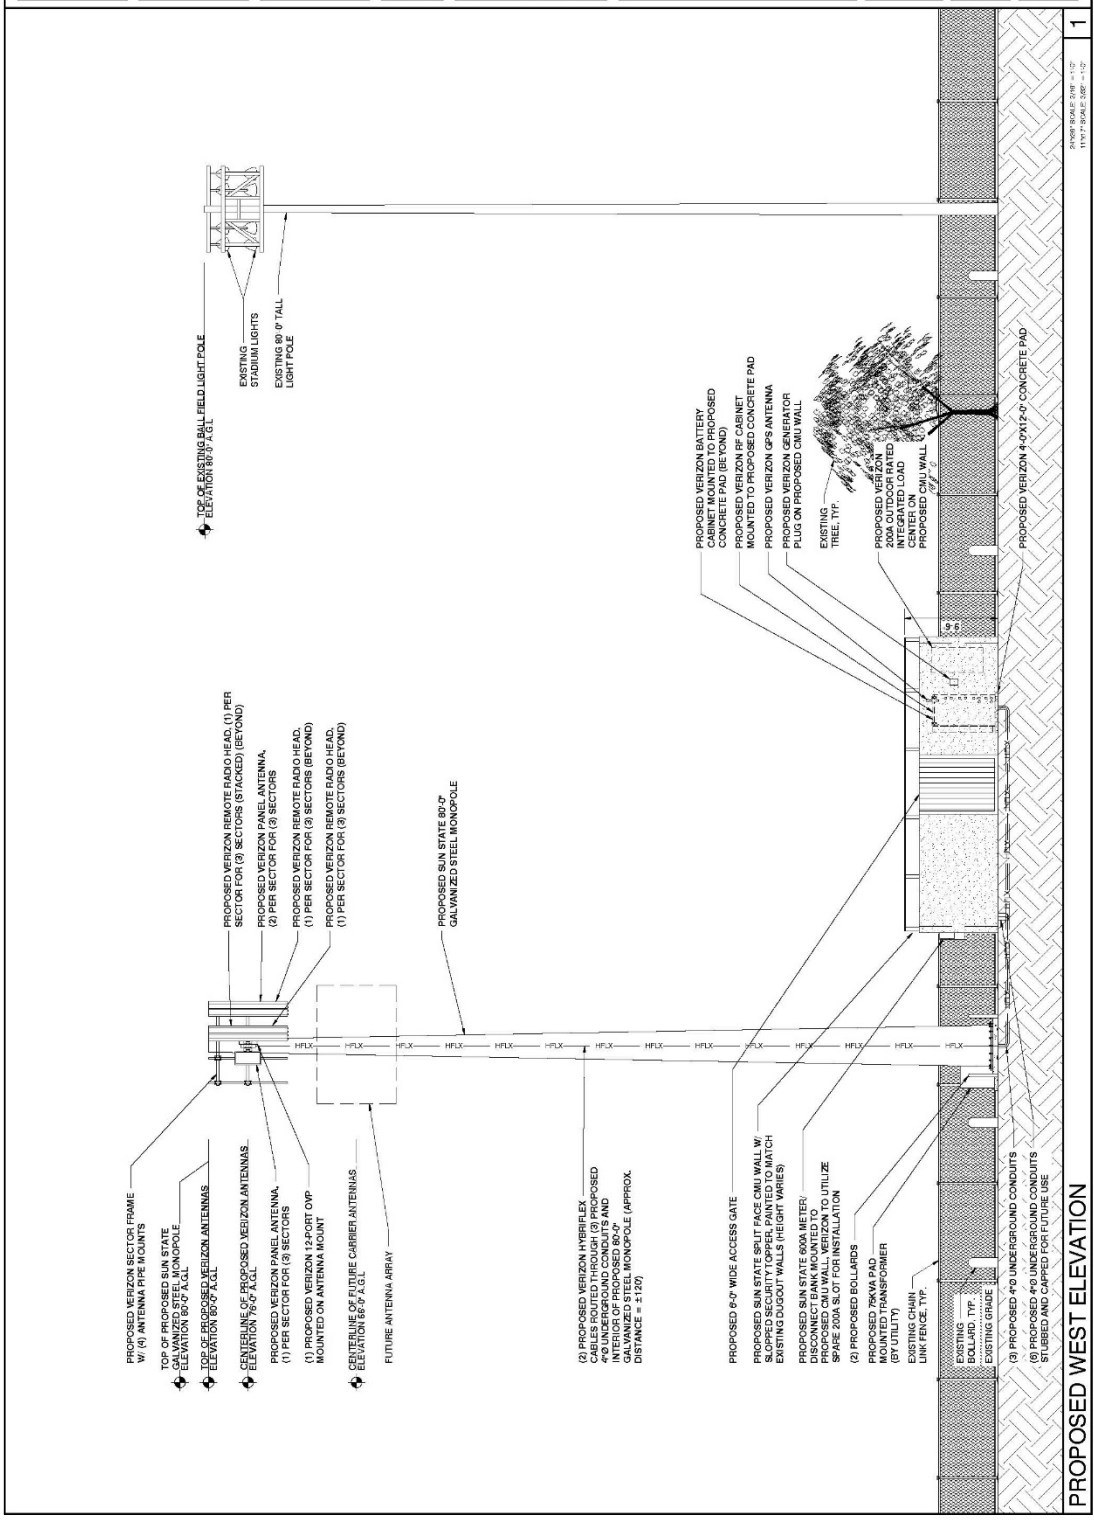 PROPOSED VERIZON SECTOR FRAME
W/ (4) ANTENNA PIPE MOUNTS
TOP OF PROPOSED SUN STATE
GALVANIZED STEEL MONOPOLE
ELEVATION 80'-0" A.G.L
TOP OF PROPOSED VERIZON ANTENNAS
ELEVATION 80'-0" A.G.L
CENTERLINE OF PROPOSED VERIZON ANTENNAS
ELEVATION 76'-0" A.G.L
PROPOSED VERIZON PANEL ANTENNA,
(1) PER SECTOR FOR (3) SECTORS
(1) PROPOSED VERIZON 12-PORT OVP
MOUNTED ON ANTENNA MOUNT
CENTERLINE OF FUTURE CARRIER ANTENNAS
ELEVATION 66'-0" A.G.L
FUTURE ANTENNA ARRAY
(2) PROPOSED VERIZON HYBRIFLEX
CABLES ROUTED THROUGH (3) PROPOSED
4"Ø UNDERGROUND CONDUITS AND
INTERIOR OF PROPOSED 80'-0"
GALVANIZED STEEL MONOPOLE (APPROX.
DISTANCE = ±120')
PROPOSED 6'-0" WIDE ACCESS GATE
PROPOSED SUN STATE SPLIT FACE CMU WALL W/
SLOPPED SECURITY TOPPER, PAINTED TO MATCH
EXISTING DUGOUT WALLS (HEIGHT VARIES)
PROPOSED SUN STATE 600A METER/
DISCONNECT BANK MOUNTED TO
PROPOSED CMU WALL, VERIZON TO UTILIZE
SPARE 200A SLOT FOR INSTALLATION
(2) PROPOSED BOLLARDS
PROPOSED 75KVA PAD
MOUNTED TRANSFORMER
(BY UTILITY)
EXISTING CHAIN
LINK FENCE, TYP.
EXISTING
BOLLARD, TYP.
EXISTING GRADE
(3) PROPOSED 4"Ø UNDERGROUND CONDUITS
(6) PROPOSED 4"Ø UNDERGROUND CONDUITS
STUBBED AND CAPPED FOR FUTURE USE
PROPOSED VERIZON REMOTE RADIO HEAD, (1) PER
SECTOR FOR (3) SECTORS (STACKED) (BEYOND)
PROPOSED VERIZON PANEL ANTENNA,
(2) PER SECTOR FOR (3) SECTORS
PROPOSED VERIZON REMOTE RADIO HEAD,
(1) PER SECTOR FOR (3) SECTORS (BEYOND)
PROPOSED VERIZON REMOTE RADIO HEAD,
(1) PER SECTOR FOR (3) SECTORS (BEYOND)
HFLX HFLX HFLX HFLX HFLX HFLX HFLX HFLX HFLX HFLX HFLX HFLX HFLX HFLX
PROPOSED SUN STATE 80'-0"
GALVANIZED STEEL MONOPOLE
PROPOSED VERIZON BATTERY
CABINET MOUNTED TO PROPOSED
CONCRETE PAD (BEYOND)
PROPOSED VERIZON RF CABINET
MOUNTED TO PROPOSED CONCRETE PAD
PROPOSED VERIZON GPS ANTENNA
PROPOSED VERIZON GENERATOR
PLUG ON PROPOSED CMU WALL
EXISTING
TREE, TYP.
PROPOSED VERIZON
200A OUTDOOR RATED
INTEGRATED LOAD
CENTER ON
PROPOSED CMU WALL
PROPOSED VERIZON 4'-0"X12'-0" CONCRETE PAD
TOP OF EXISTING BALL FIELD LIGHT POLE
ELEVATION 80'-0" A.G.L
EXISTING
STADIUM LIGHTS
EXISTING 80'-0" TALL
LIGHT POLE
PROPOSED WEST ELEVATION
1